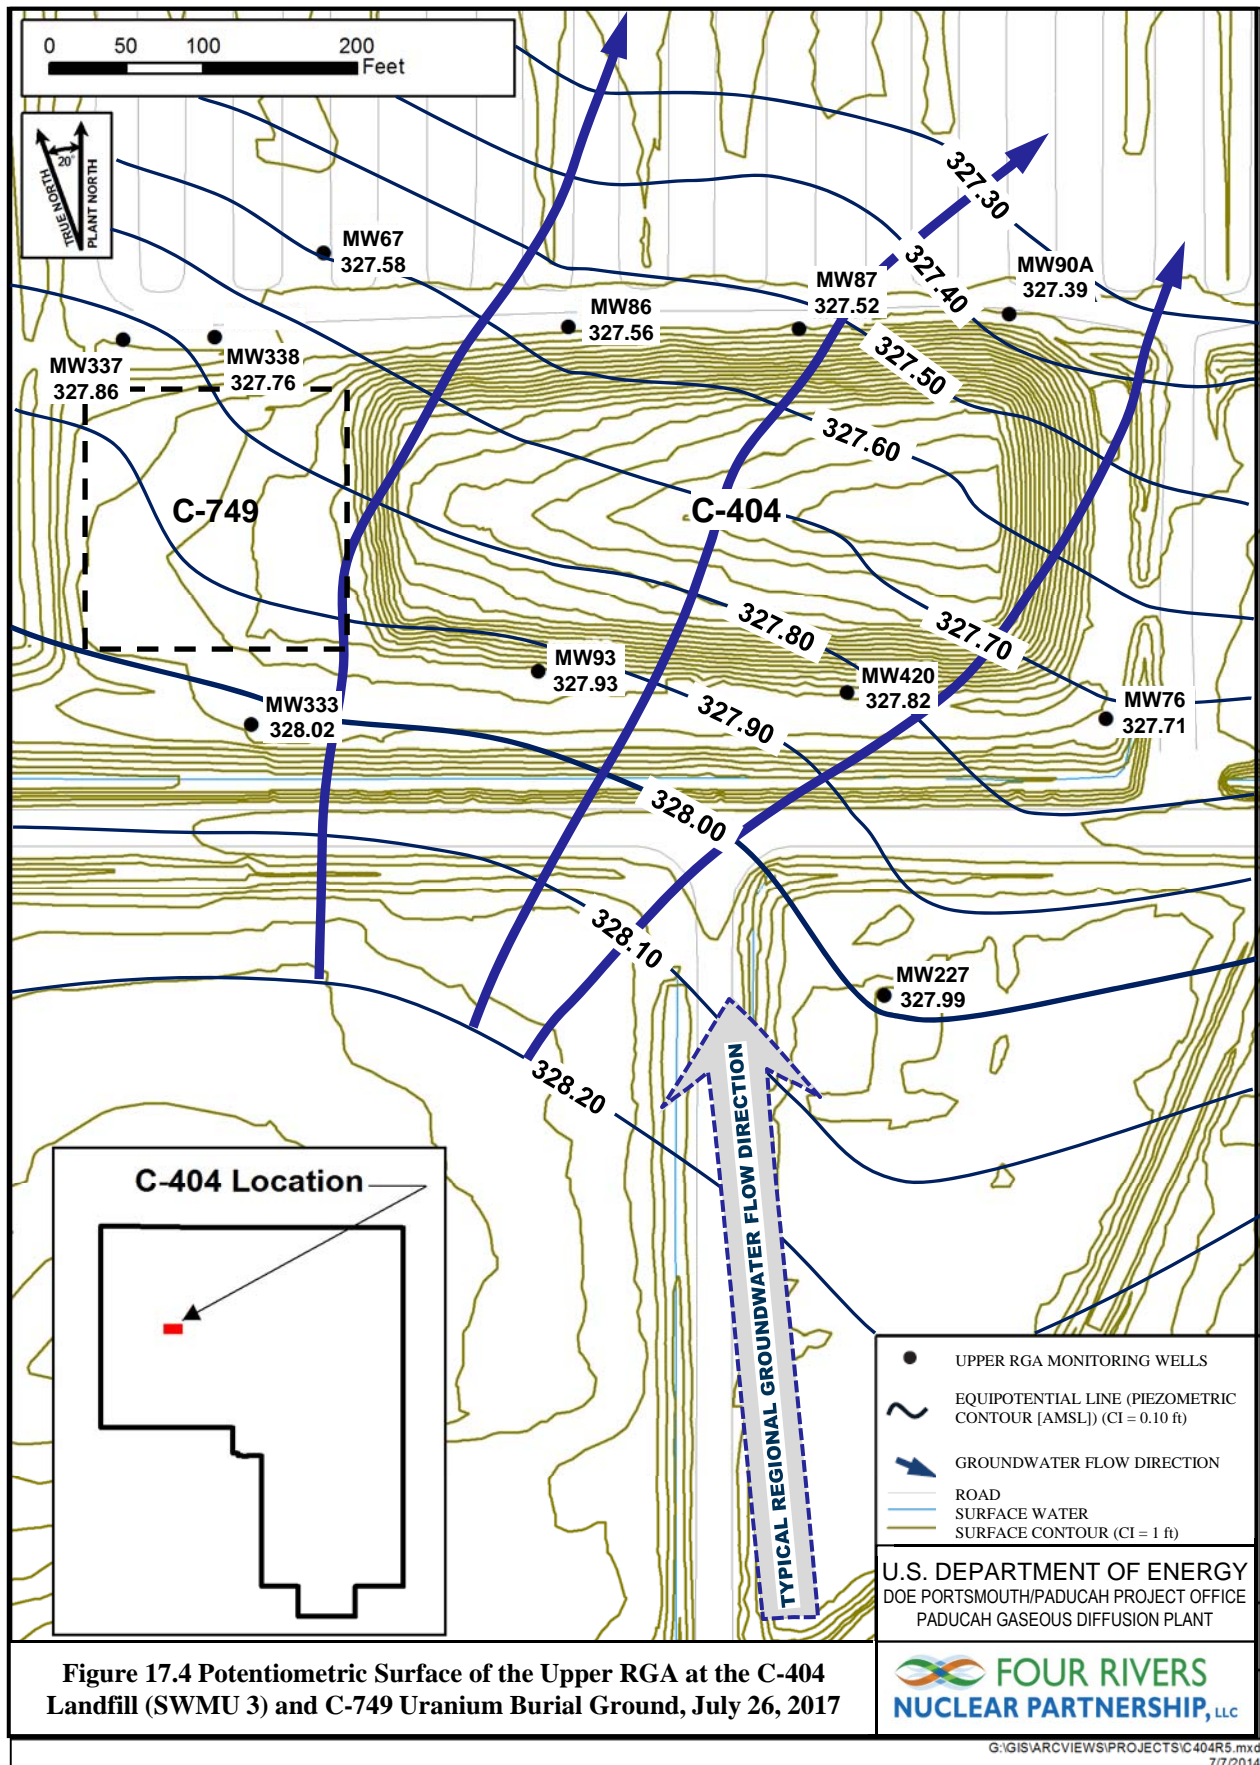 0 50 100 200
Feet
TRUE NORTH
20°
PLANT NORTH
327.30
MW67
327.58
327.40
MW90A
327.39
MW87
327.52
MW86
327.56
MW337
327.86
MW338
327.76
327.50
327.60
C-749
C-404
327.80
327.70
MW93
327.93
MW420
327.82
MW333
328.02
327.90
MW76
327.71
328.00
328.10
MW227
327.99
328.20
TYPICAL REGIONAL GROUNDWATER FLOW DIRECTION
C-404 Location
UPPER RGA MONITORING WELLS
EQUIPOTENTIAL LINE (PIEZOMETRIC
CONTOUR [AMSL]) (CI = 0.10 ft)
GROUNDWATER FLOW DIRECTION
ROAD
SURFACE WATER
SURFACE CONTOUR (CI = 1 ft)
U.S. DEPARTMENT OF ENERGY
DOE PORTSMOUTH/PADUCAH PROJECT OFFICE
PADUCAH GASEOUS DIFFUSION PLANT
Figure 17.4 Potentiometric Surface of the Upper RGA at the C-404
Landfill (SWMU 3) and C-749 Uranium Burial Ground, July 26, 2017
FOUR RIVERS
NUCLEAR PARTNERSHIP, LLC
G:\GIS\ARCVIEWS\PROJECTS\C404R5.mxd
7/7/2014